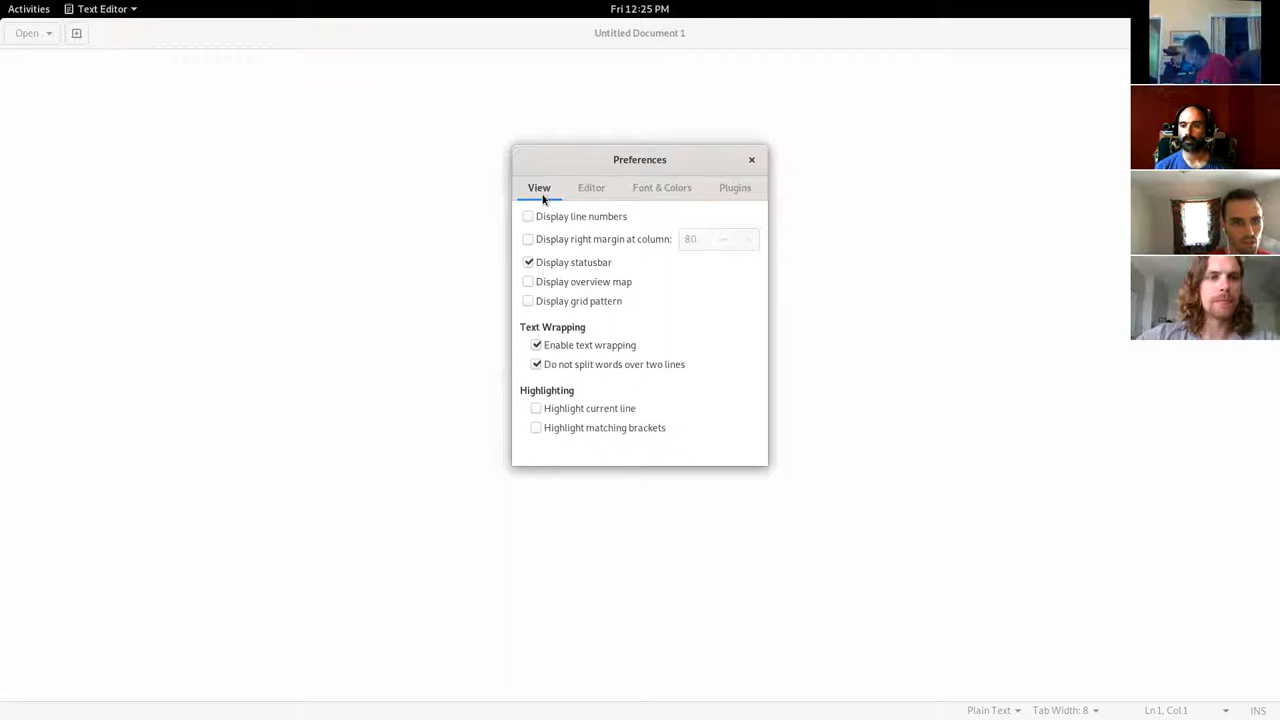 Activities Text Editor Fri 12:25 PM
Open Untitled Document 1
Preferences
View Editor Font & Colors Plugins
Display line numbers
Display right margin at column: 80
Display statusbar
Display overview map
Display grid pattern
Text Wrapping
Enable text wrapping
Do not split words over two lines
Highlighting
Highlight current line
Highlight matching brackets
Plain Text Tab Width: 8 Ln 1, Col 1 INS